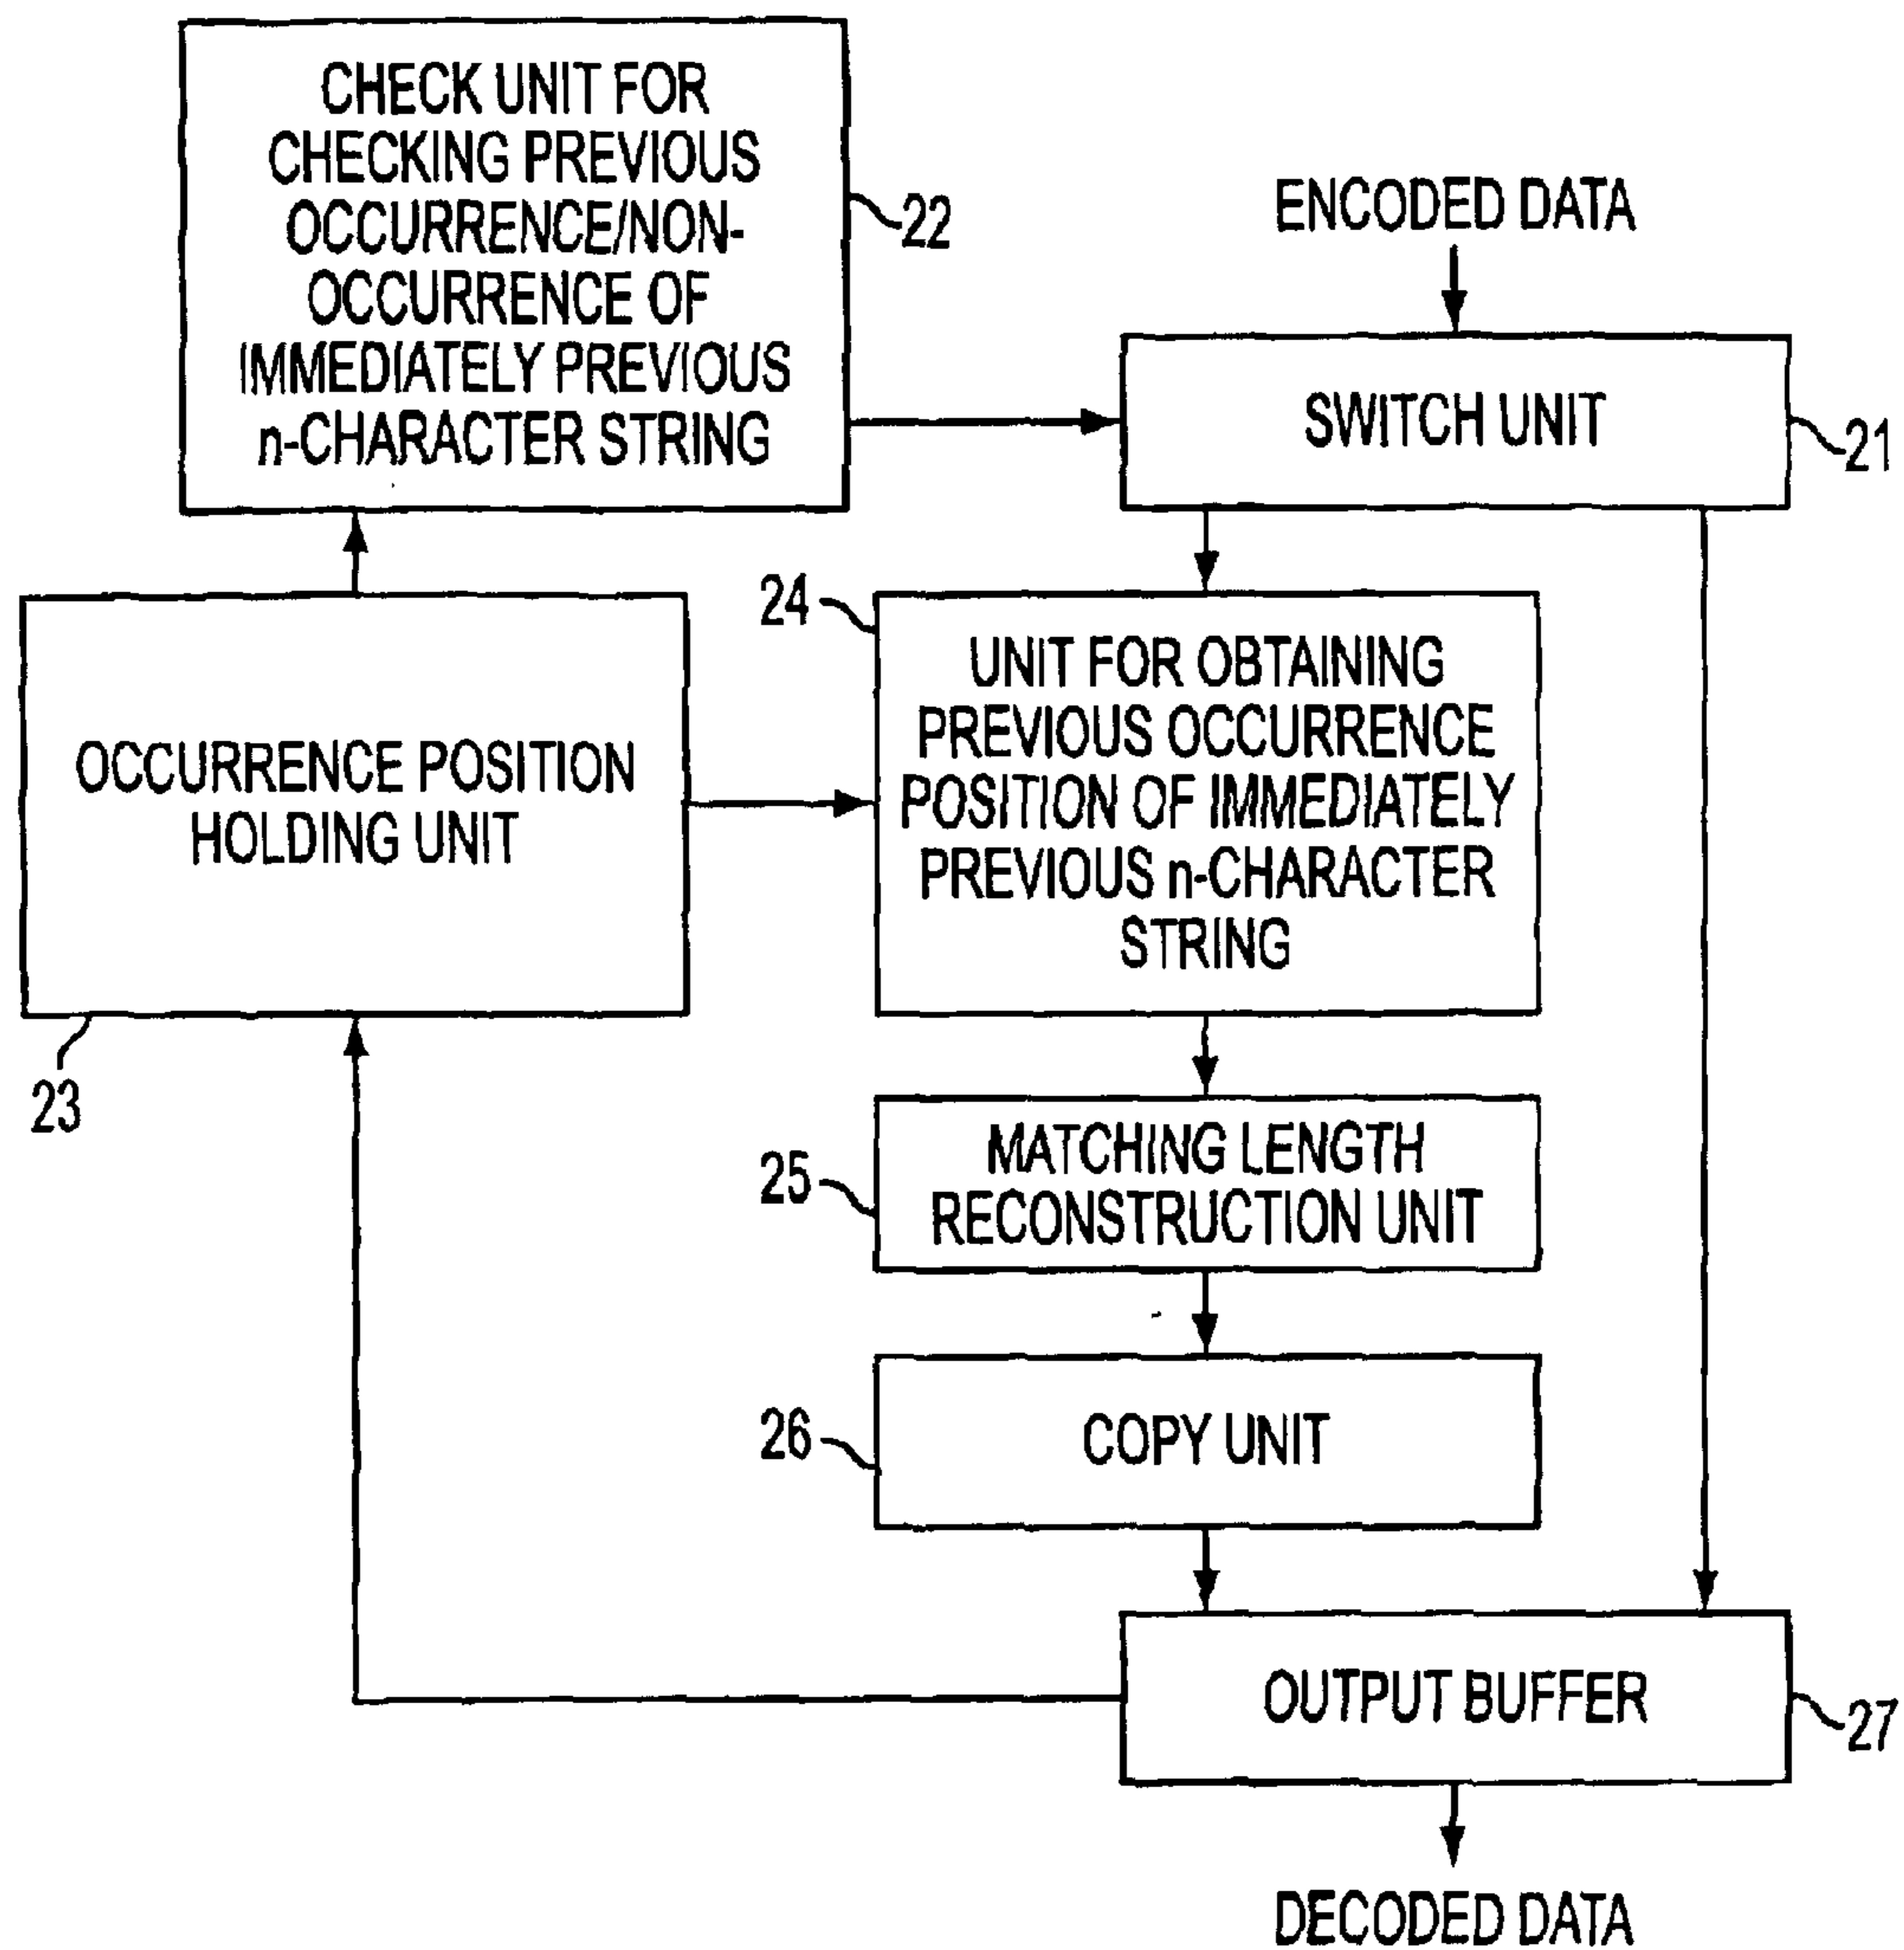 CHECK UNIT FOR
CHECKING PREVIOUS
OCCURRENCE/NON-
OCCURRENCE OF
IMMEDIATELY PREVIOUS
n-CHARACTER STRING
22
ENCODED DATA
SWITCH UNIT
21
OCCURRENCE POSITION
HOLDING UNIT
23
24
UNIT FOR OBTAINING
PREVIOUS OCCURRENCE
POSITION OF IMMEDIATELY
PREVIOUS n-CHARACTER
STRING
25
MATCHING LENGTH
RECONSTRUCTION UNIT
26
COPY UNIT
OUTPUT BUFFER
27
DECODED DATA